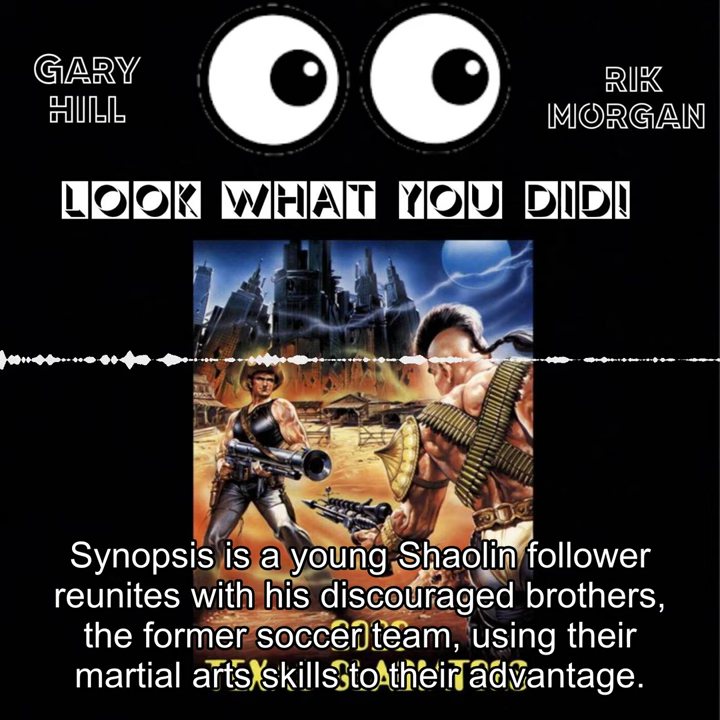 GARY
HILL
RIK
MORGAN
LOOK WHAT YOU DID!
Synopsis is a young Shaolin follower
reunites with his discouraged brothers,
the former soccer team, using their
martial arts skills to their advantage.